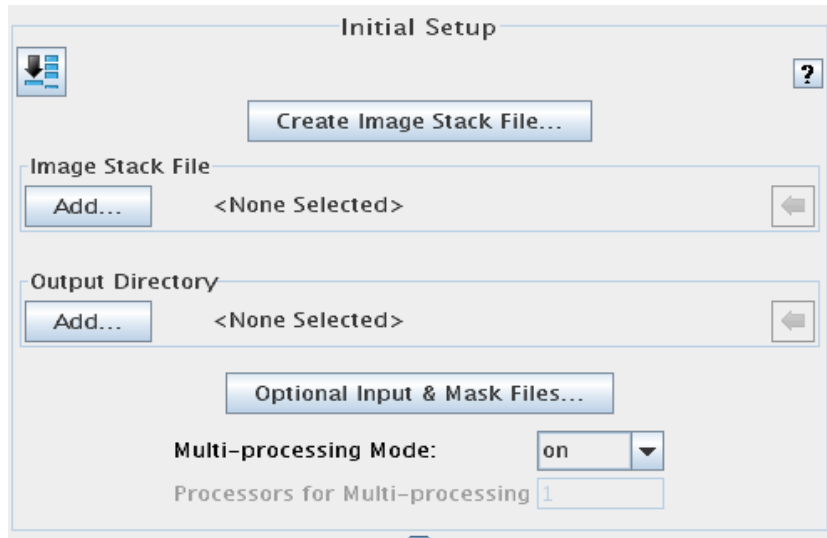 Initial Setup
?
Create Image Stack File...
Image Stack File
Add... <None Selected>
Output Directory
Add... <None Selected>
Optional Input & Mask Files...
Multi-processing Mode: on
Processors for Multi-processing 1